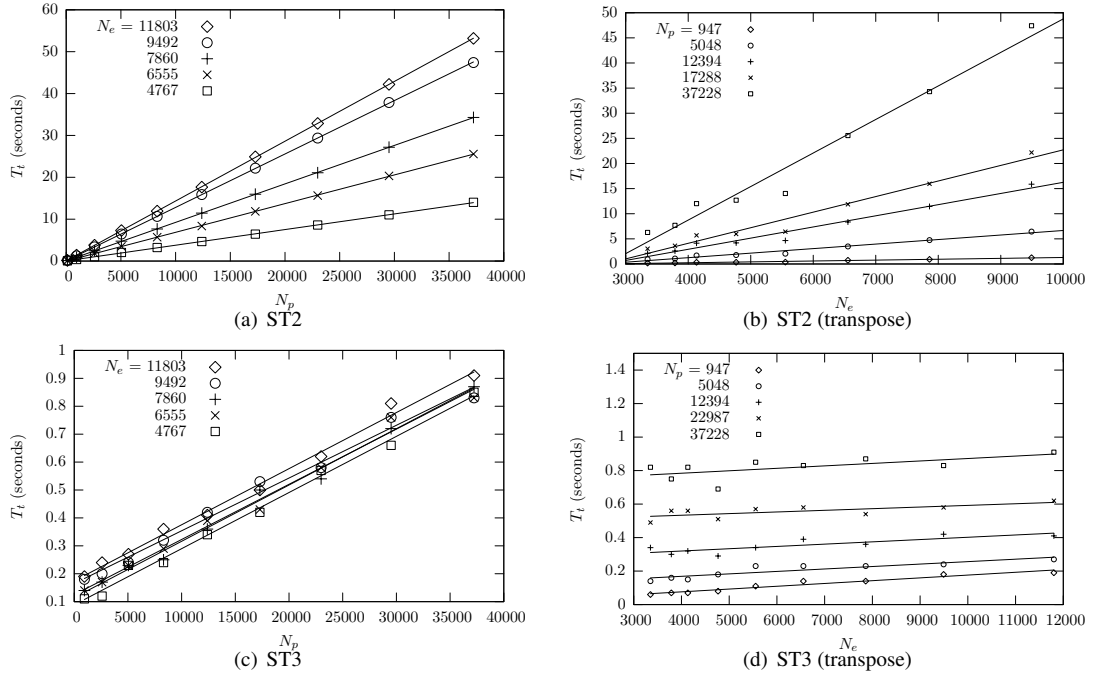 60
50
40
30
20
10
0
T_t (seconds)
N_e = 11803
9492
7860
6555
4767
0 5000 10000 15000 20000 25000 30000 35000 40000
N_p
(a) ST2
50
45
40
35
30
25
20
15
10
5
0
T_t (seconds)
N_p = 947
5048
12394
17288
37228
3000 4000 5000 6000 7000 8000 9000 10000
N_e
(b) ST2 (transpose)
1
0.9
0.8
0.7
0.6
0.5
0.4
0.3
0.2
0.1
T_t (seconds)
N_e = 11803
9492
7860
6555
4767
0 5000 10000 15000 20000 25000 30000 35000 40000
N_p
(c) ST3
1.4
1.2
1
0.8
0.6
0.4
0.2
0
T_t (seconds)
N_p = 947
5048
12394
22987
37228
3000 4000 5000 6000 7000 8000 9000 10000 11000 12000
N_e
(d) ST3 (transpose)